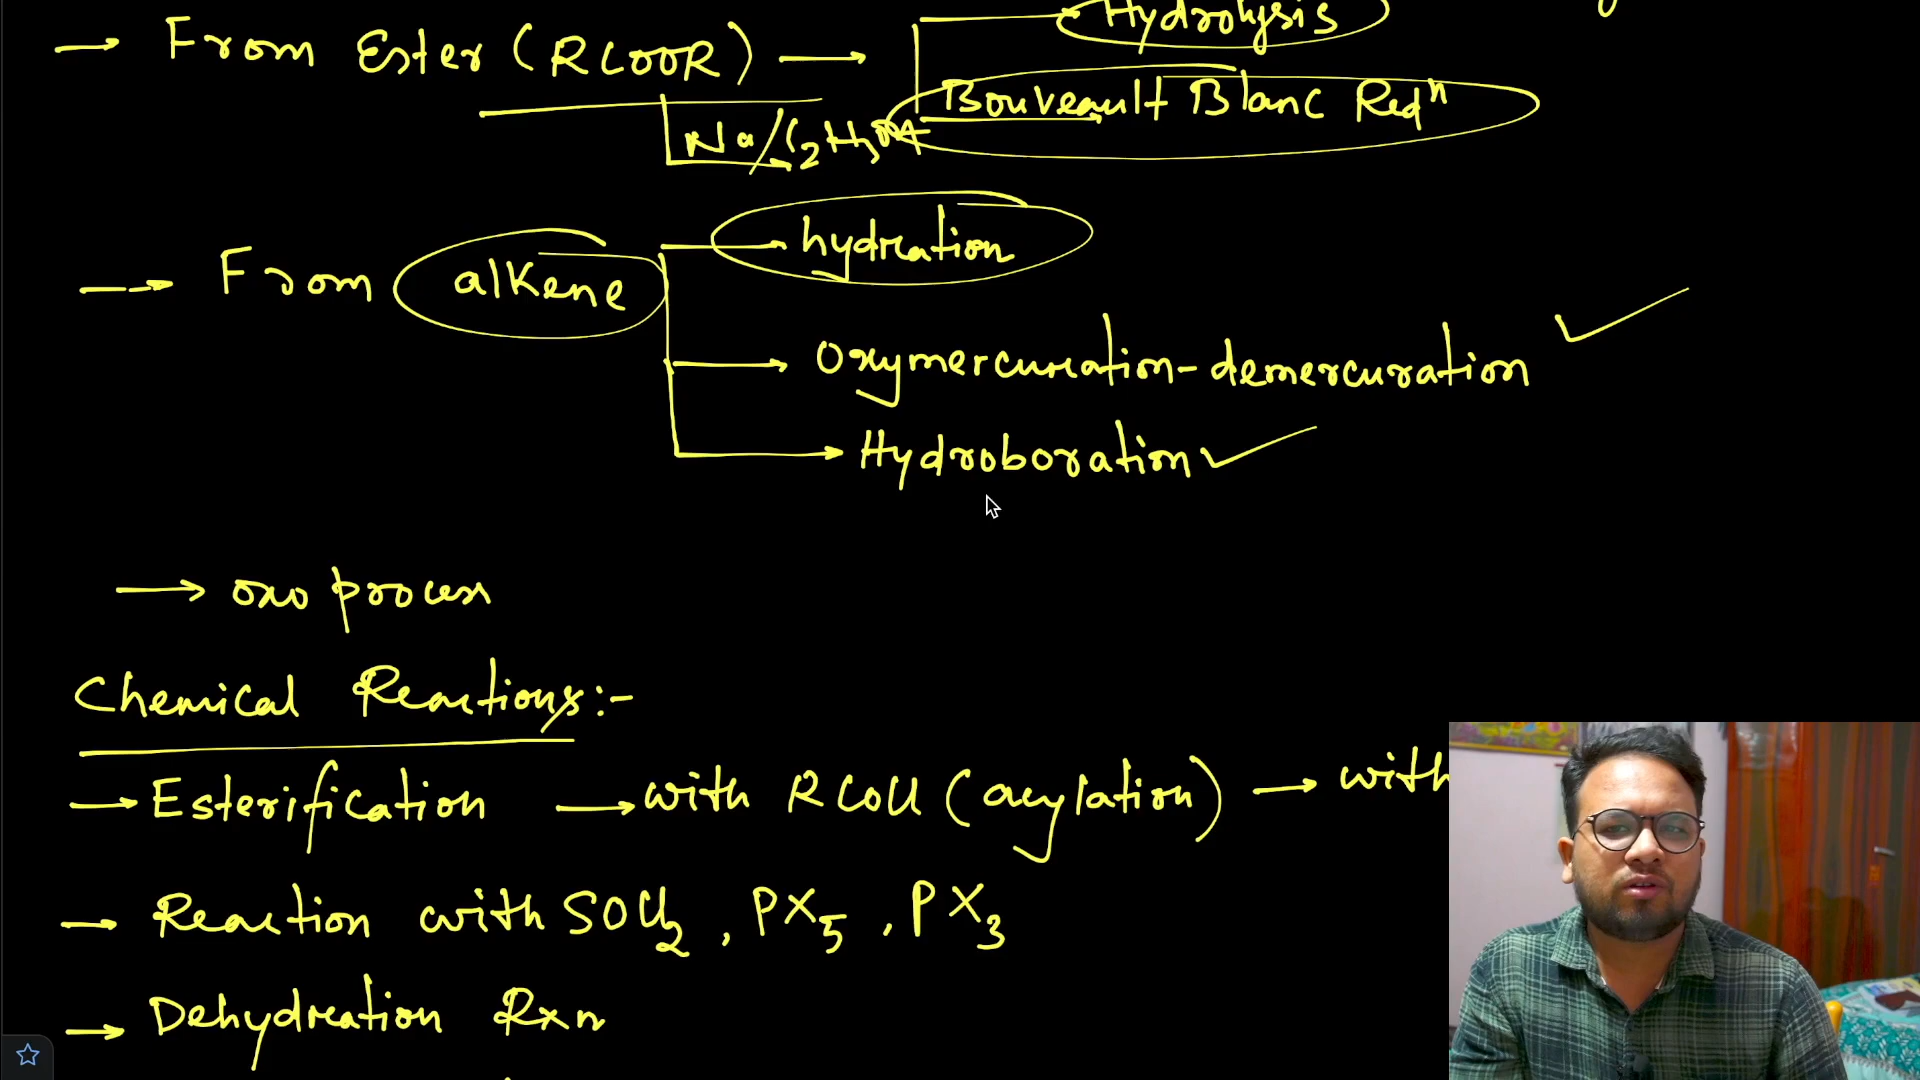 Hydrolysis
→ From Ester (RCOOR) →
Bouveault Blanc Redⁿ
Na/C₂H₅OH
hydration
→ From alkene
→ Oxymercuration-demercuration ✓
→ Hydroboration ✓
→ oxo process
Chemical Reactions:-
→ Esterification → with RCOCl (acylation) → with
→ Reaction with SOCl₂, PX₅, PX₃
→ Dehydration Rxn